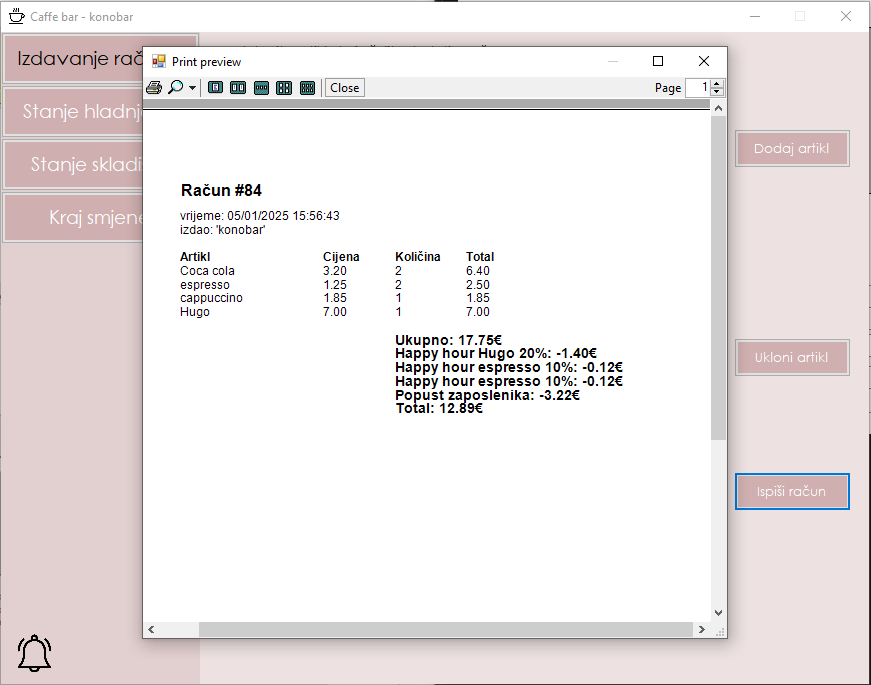 Caffe bar - konobar
Izdavanje rač
Stanje hladnj
Stanje skladi
Kraj smjene
Print preview
Close
Page 1
Račun #84
vrijeme: 05/01/2025 15:56:43
izdao: 'konobar'
Artikl Cijena Količina Total
Coca cola 3.20 2 6.40
espresso 1.25 2 2.50
cappuccino 1.85 1 1.85
Hugo 7.00 1 7.00
Ukupno: 17.75€
Happy hour Hugo 20%: -1.40€
Happy hour espresso 10%: -0.12€
Happy hour espresso 10%: -0.12€
Popust zaposlenika: -3.22€
Total: 12.89€
Dodaj artikl
Ukloni artikl
Ispiši račun